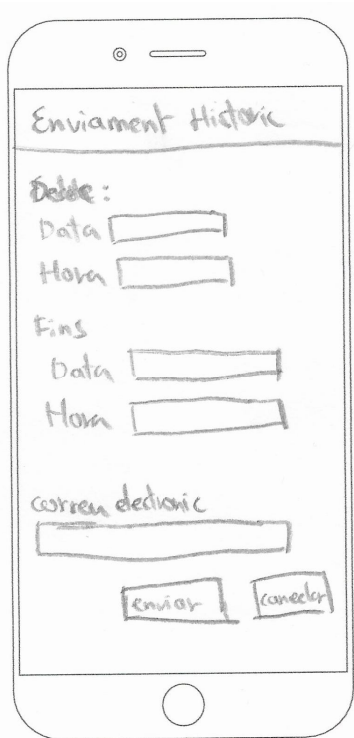 Enviament Historic
Desde:
Data
Hora
Fins
Data
Hora
correu electronic
enviar cancelar